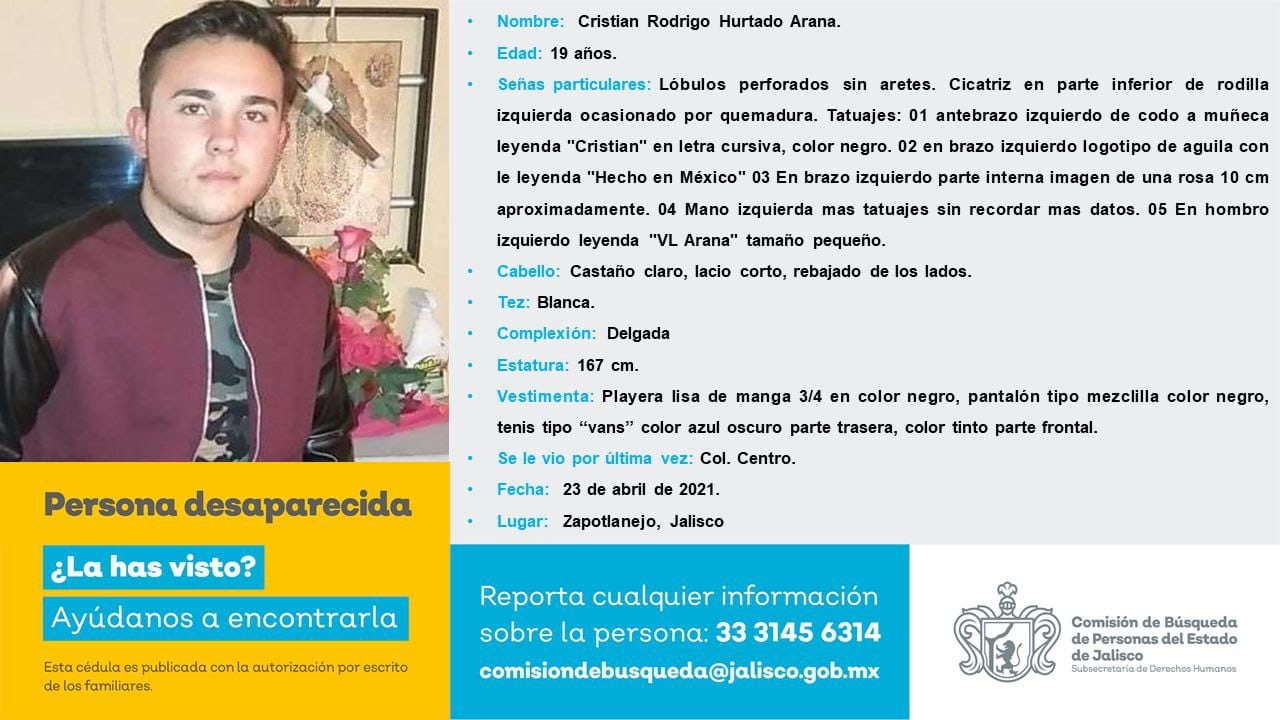 • Nombre: Cristian Rodrigo Hurtado Arana.
• Edad: 19 años.
• Señas particulares: Lóbulos perforados sin aretes. Cicatriz en parte inferior de rodilla
izquierda ocasionado por quemadura. Tatuajes: 01 antebrazo izquierdo de codo a muñeca
leyenda "Cristian" en letra cursiva, color negro. 02 en brazo izquierdo logotipo de aguila con
le leyenda "Hecho en México" 03 En brazo izquierdo parte interna imagen de una rosa 10 cm
aproximadamente. 04 Mano izquierda mas tatuajes sin recordar mas datos. 05 En hombro
izquierdo leyenda "VL Arana" tamaño pequeño.
• Cabello: Castaño claro, lacio corto, rebajado de los lados.
• Tez: Blanca.
• Complexión: Delgada
• Estatura: 167 cm.
• Vestimenta: Playera lisa de manga 3/4 en color negro, pantalón tipo mezclilla color negro,
tenis tipo “vans” color azul oscuro parte trasera, color tinto parte frontal.
• Se le vio por última vez: Col. Centro.
• Fecha: 23 de abril de 2021.
• Lugar: Zapotlanejo, Jalisco
Persona desaparecida
¿La has visto?
Ayúdanos a encontrarla
Esta cédula es publicada con la autorización por escrito
de los familiares.
Reporta cualquier información
sobre la persona: 33 3145 6314
comisiondebusqueda@jalisco.gob.mx
Comisión de Búsqueda
de Personas del Estado
de Jalisco
Subsecretaría de Derechos Humanos